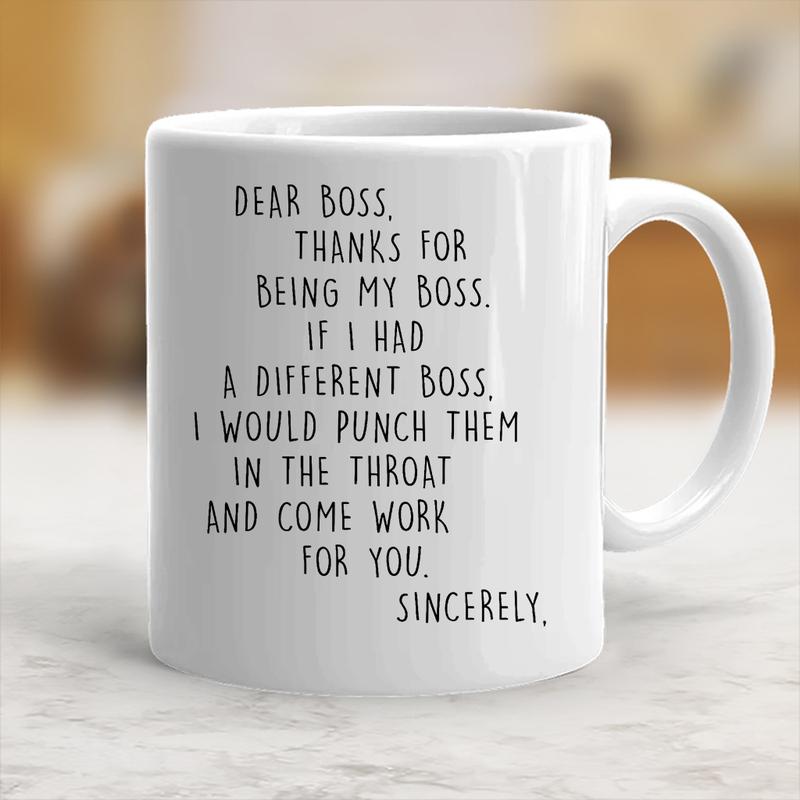 DEAR BOSS,
THANKS FOR
BEING MY BOSS.
IF I HAD
A DIFFERENT BOSS,
I WOULD PUNCH THEM
IN THE THROAT
AND COME WORK
FOR YOU.
SINCERELY,